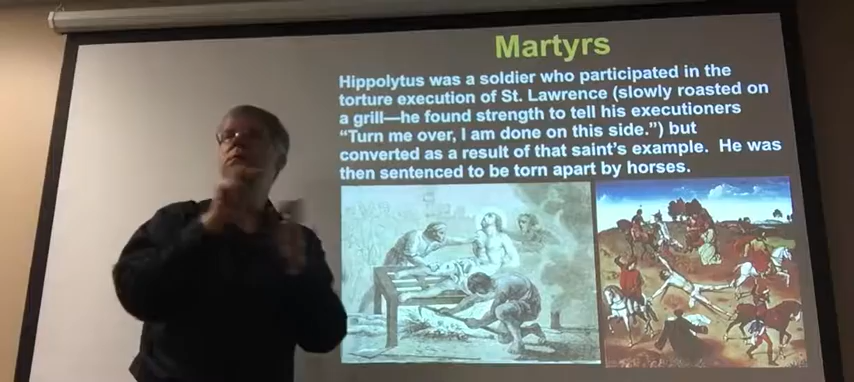 Martyrs
Hippolytus was a soldier who participated in the
torture execution of St. Lawrence (slowly roasted on
a grill—he found strength to tell his executioners
“Turn me over, I am done on this side.”) but
converted as a result of that saint’s example.  He was
then sentenced to be torn apart by horses.